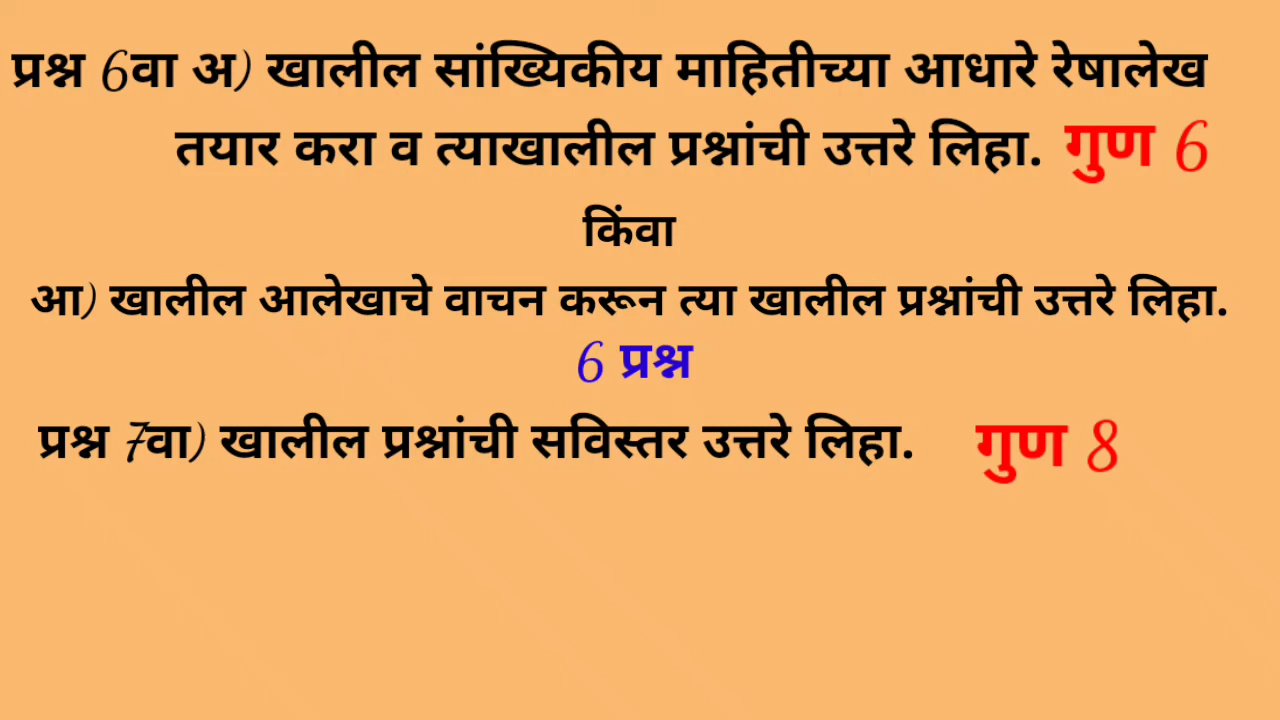 प्रश्न 6वा अ) खालील सांख्यिकीय माहितीच्या आधारे रेषालेख
तयार करा व त्याखालील प्रश्नांची उत्तरे लिहा. गुण 6
किंवा
आ) खालील आलेखाचे वाचन करून त्या खालील प्रश्नांची उत्तरे लिहा.
6 प्रश्न
प्रश्न 7वा) खालील प्रश्नांची सविस्तर उत्तरे लिहा. गुण 8